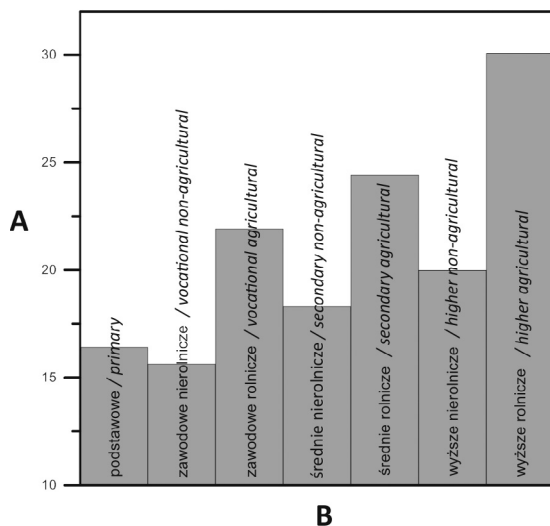 30
25
A
20
15
10
podstawowe / primary
zawodowe nierolnicze / vocational non-agricultural
zawodowe rolnicze / vocational agricultural
średnie nierolnicze / secondary non-agricultural
średnie rolnicze / secondary agricultural
wyższe nierolnicze / higher non-agricultural
wyższe rolnicze / higher agricultural
B